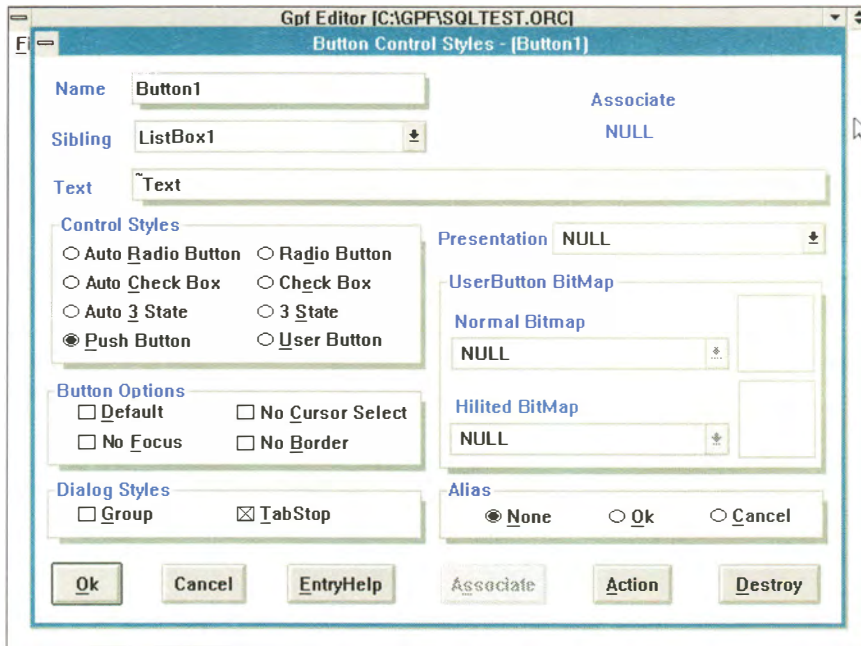 Gpf Editor [C:\GPF\SQLTEST.ORC]
Fi
Button Control Styles - [Button1]
Name Button1
Associate
NULL
Sibling ListBox1
Text ~Text
Control Styles
Auto Radio Button Radio Button
Auto Check Box Check Box
Auto 3 State 3 State
Push Button User Button
Presentation NULL
UserButton BitMap
Normal Bitmap
NULL
Hilited BitMap
NULL
Button Options
Default No Cursor Select
No Focus No Border
Dialog Styles
Group TabStop
Alias
None Ok Cancel
Ok Cancel EntryHelp Associate Action Destroy